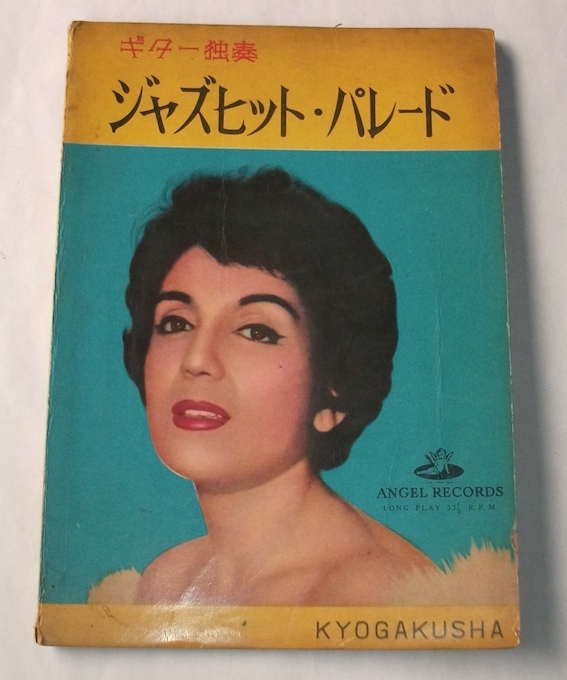 ギター独奏
ジャズヒット・パレード
ANGEL RECORDS
LONG PLAY 33⅓ R.P.M.
KYOGAKUSHA